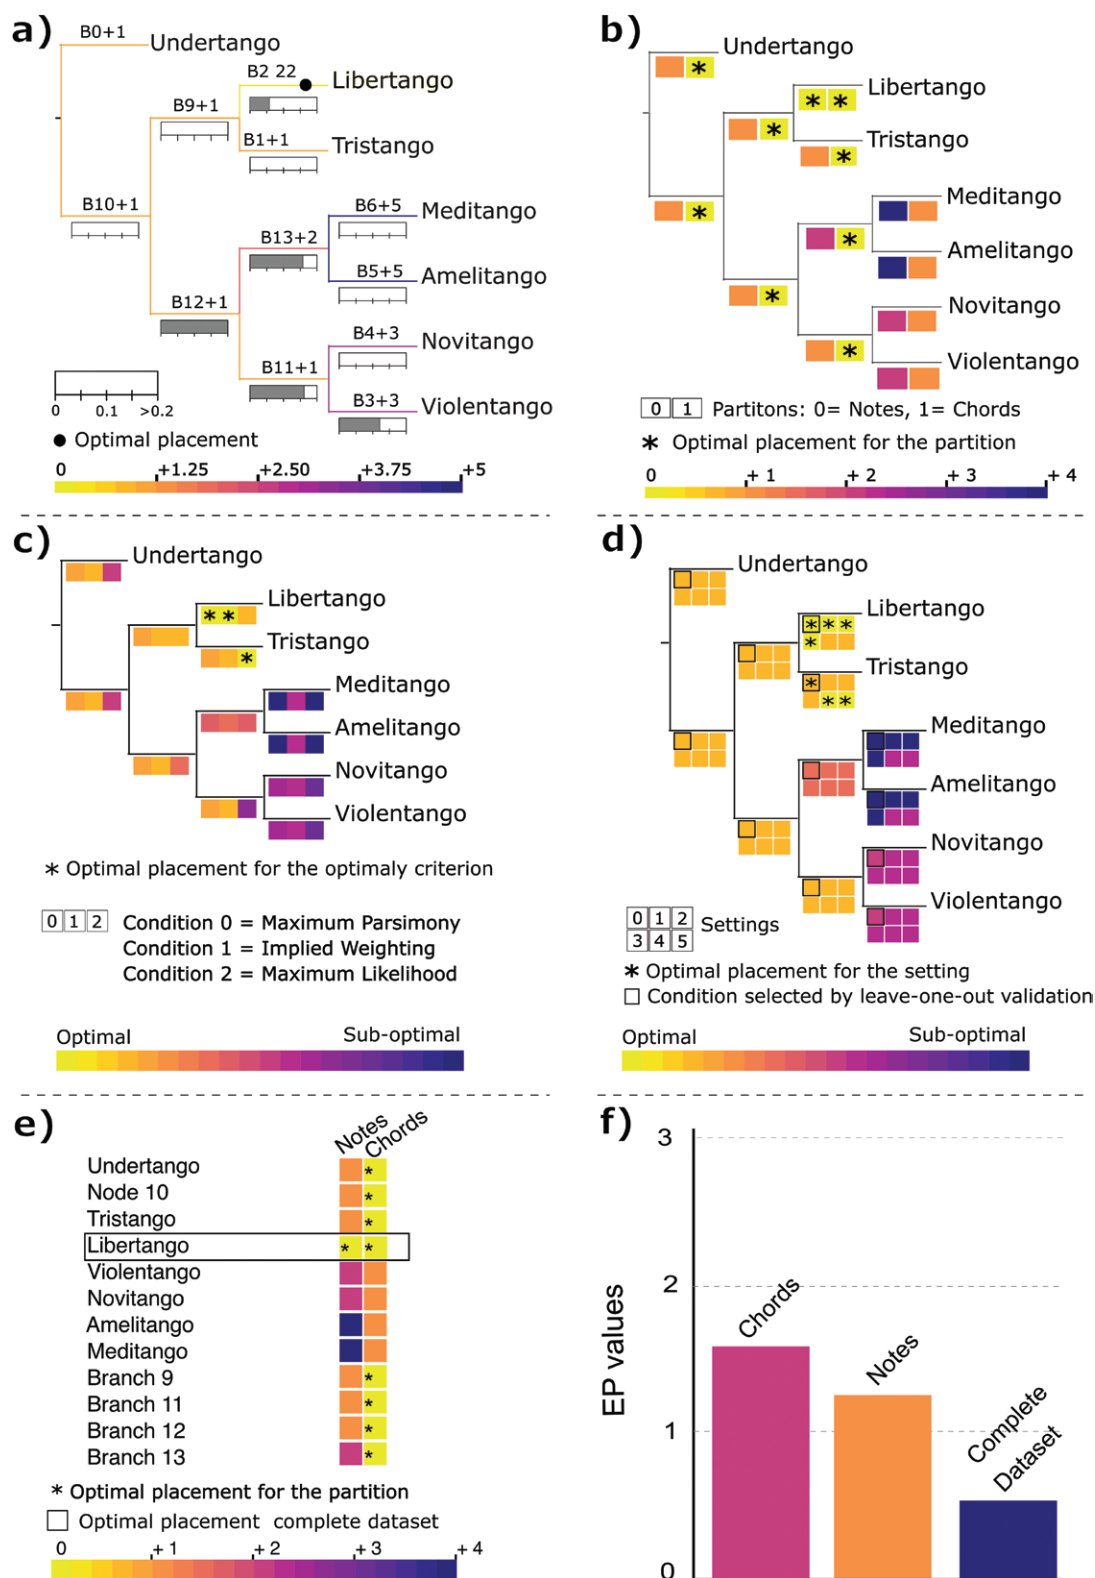 a)
B0+1
Undertango
B2 22
Libertango
B9+1
B1+1
Tristango
B10+1
B6+5
Meditango
B13+2
B5+5
Amelitango
B12+1
B4+3
Novitango
B11+1
B3+3
Violentango
0 0.1 >0.2
● Optimal placement
0 +1.25 +2.50 +3.75 +5
b)
Undertango
* *
Libertango
* *
*
Tristango
*
*
Meditango
*
Amelitango
*
Novitango
*
Violentango
0 1 Partitons: 0= Notes, 1= Chords
* Optimal placement for the partition
0 + 1 + 2 + 3 + 4
c)
Undertango
Libertango
* *
Tristango
*
Meditango
Amelitango
Novitango
Violentango
* Optimal placement for the optimaly criterion
0 1 2 Condition 0 = Maximum Parsimony
Condition 1 = Implied Weighting
Condition 2 = Maximum Likelihood
Optimal Sub-optimal
d)
Undertango
Libertango
* * *
*
Tristango
*
* *
Meditango
Amelitango
Novitango
Violentango
0 1 2
3 4 5
Settings
* Optimal placement for the setting
Condition selected by leave-one-out validation
Optimal Sub-optimal
e)
Notes
Chords
Undertango *
Node 10 *
Tristango *
Libertango * *
Violentango
Novitango
Amelitango
Meditango
Branch 9 *
Branch 11 *
Branch 12 *
Branch 13 *
* Optimal placement for the partition
Optimal placement complete dataset
0 + 1 + 2 + 3 + 4
f)
3
2
1
0
EP values
Chords
Notes
Complete
Dataset